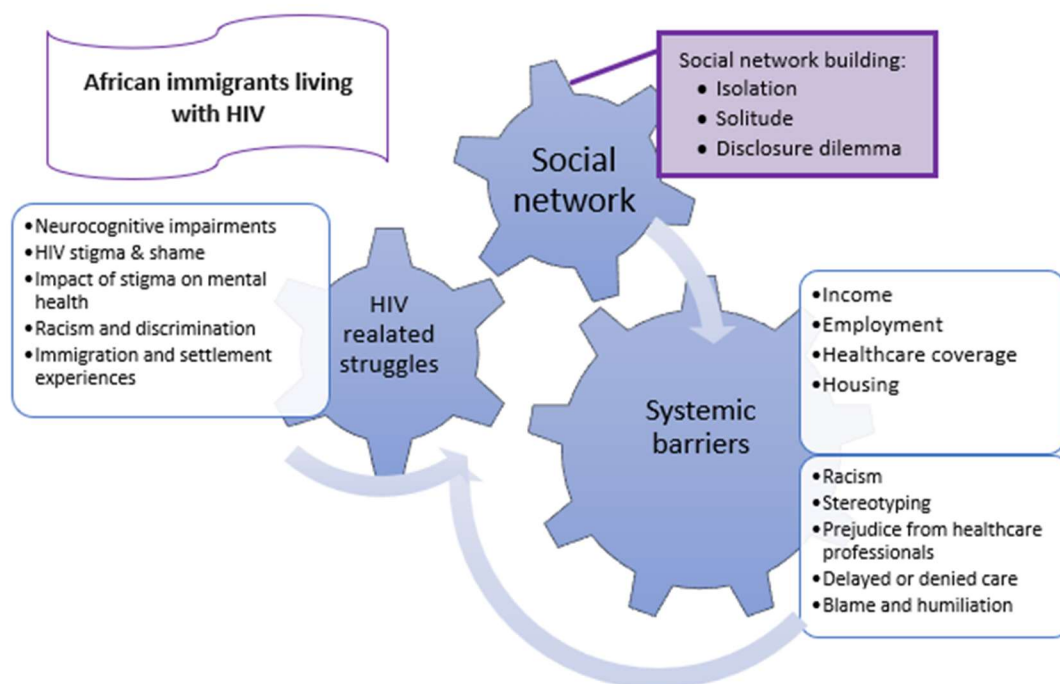 African immigrants living
with HIV
Social network building:
• Isolation
• Solitude
• Disclosure dilemma
Social
network
•Neurocognitive impairments
•HIV stigma & shame
•Impact of stigma on mental
health
•Racism and discrimination
•Immigration and settlement
experiences
HIV
realated
struggles
Systemic
barriers
•Income
•Employment
•Healthcare coverage
•Housing
•Racism
•Stereotyping
•Prejudice from healthcare
professionals
•Delayed or denied care
•Blame and humiliation